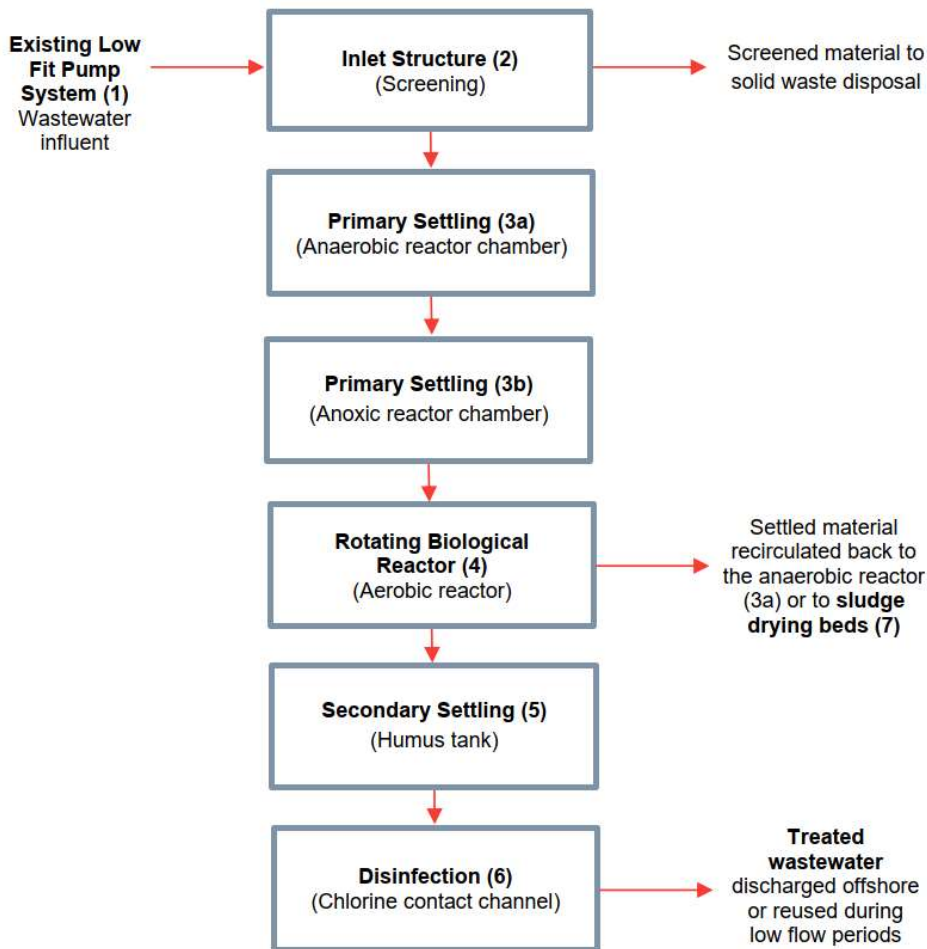 Existing Low
Fit Pump
System (1)
Wastewater
influent
Inlet Structure (2)
(Screening)
Screened material to
solid waste disposal
Primary Settling (3a)
(Anaerobic reactor chamber)
Primary Settling (3b)
(Anoxic reactor chamber)
Rotating Biological
Reactor (4)
(Aerobic reactor)
Settled material
recirculated back to
the anaerobic reactor
(3a) or to sludge
drying beds (7)
Secondary Settling (5)
(Humus tank)
Disinfection (6)
(Chlorine contact channel)
Treated
wastewater
discharged offshore
or reused during
low flow periods